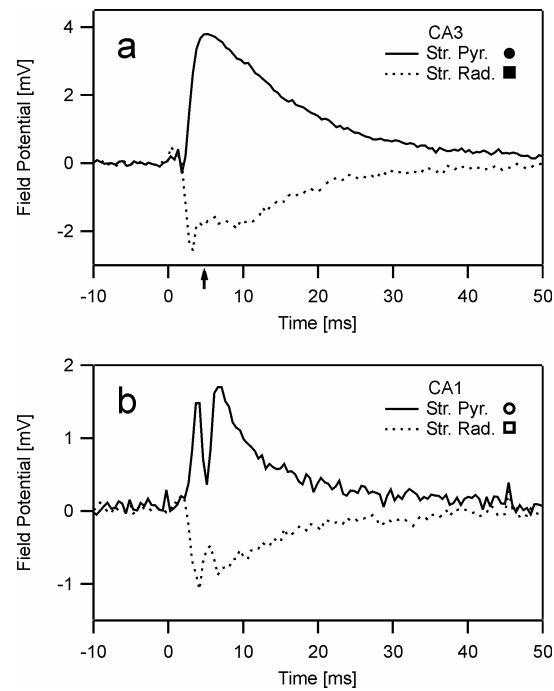 a
CA3
Str. Pyr.
Str. Rad.
4
2
0
-2
Field Potential [mV]
-10 0 10 20 30 40 50
Time [ms]
b
CA1
Str. Pyr.
Str. Rad.
2
1
0
-1
Field Potential [mV]
-10 0 10 20 30 40 50
Time [ms]